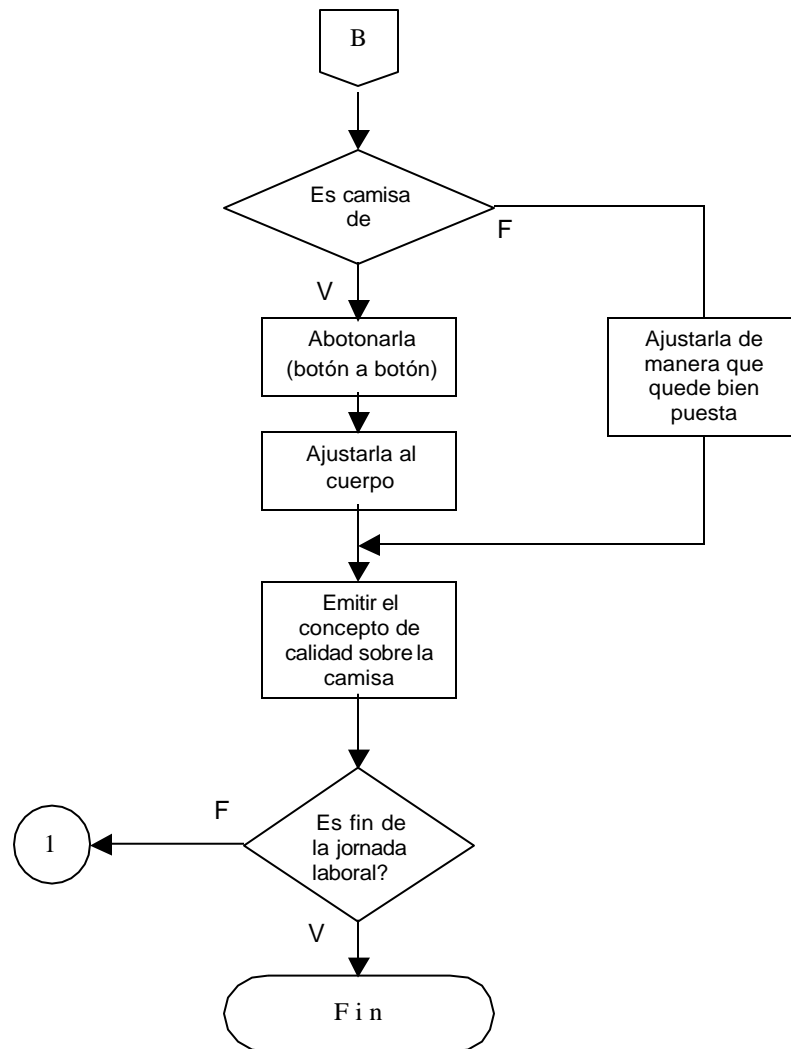 B
Es camisa
de
F
V
Abotonarla
(botón a botón)
Ajustarla de
manera que
quede bien
puesta
Ajustarla al
cuerpo
Emitir el
concepto de
calidad sobre la
camisa
F
1
Es fin de
la jornada
laboral?
V
F i n